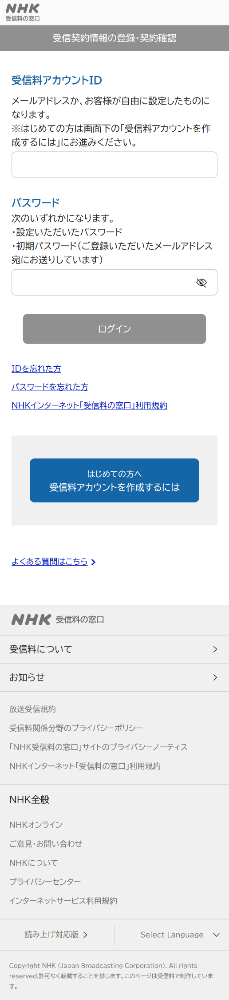 NHK
受信料の窓口
受信契約情報の登録・契約確認
受信料アカウントID
メールアドレスか、お客様が自由に設定したものに
なります。
※はじめての方は画面下の「受信料アカウントを作
成するには」にお進みください。
パスワード
次のいずれかになります。
・設定いただいたパスワード
・初期パスワード（ご登録いただいたメールアドレス
宛にお送りしています）
ログイン
IDを忘れた方
パスワードを忘れた方
NHKインターネット「受信料の窓口」利用規約
はじめての方へ
受信料アカウントを作成するには
よくある質問はこちら
NHK 受信料の窓口
受信料について
お知らせ
放送受信規約
受信料関係分野のプライバシーポリシー
「NHK受信料の窓口」サイトのプライバシーノーティス
NHKインターネット「受信料の窓口」利用規約
NHK全般
NHKオンライン
ご意見・お問い合わせ
NHKについて
プライバシーセンター
インターネットサービス利用規約
読み上げ対応版
Select Language
Copyright NHK (Japan Broadcasting Corporation). All rights
reserved.許可なく転載することを禁じます。このページは受信料で制作していま
す。